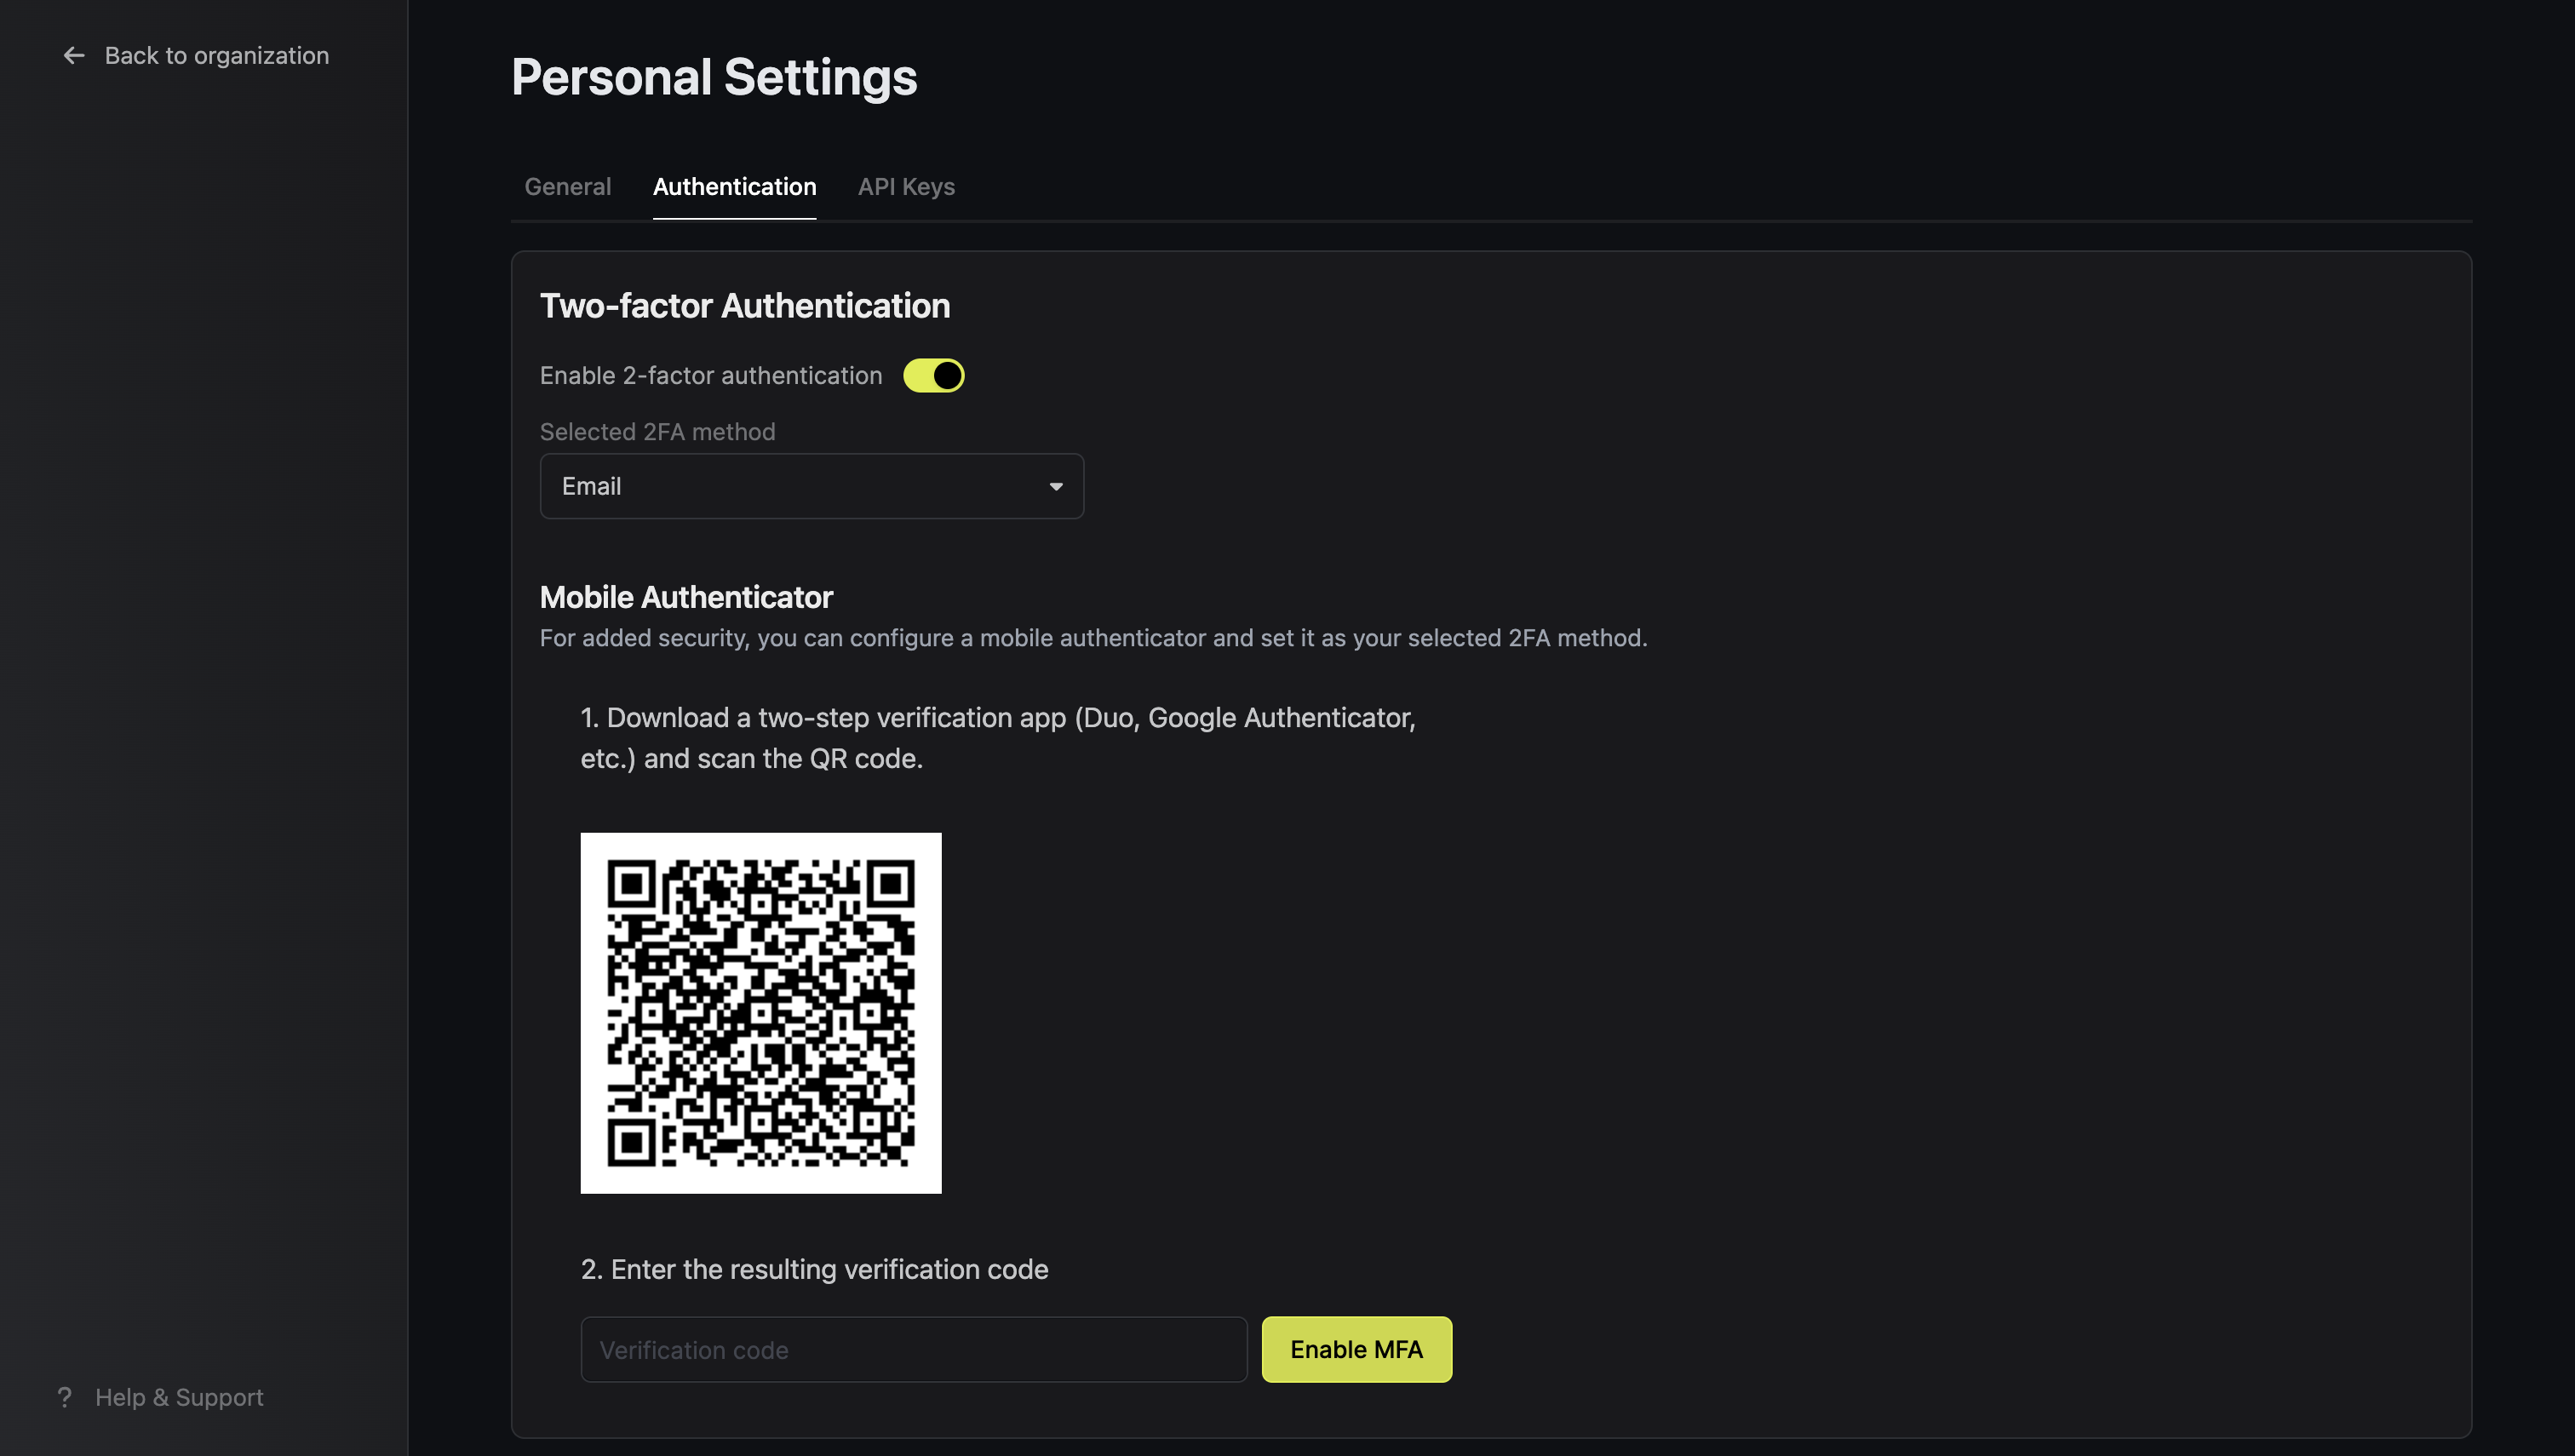 Back to organization
Personal Settings
General
Authentication
API Keys
Two-factor Authentication
Enable 2-factor authentication
Selected 2FA method
Email
Mobile Authenticator
For added security, you can configure a mobile authenticator and set it as your selected 2FA method.
1. Download a two-step verification app (Duo, Google Authenticator,
etc.) and scan the QR code.
2. Enter the resulting verification code
Verification code
Enable MFA
? Help & Support